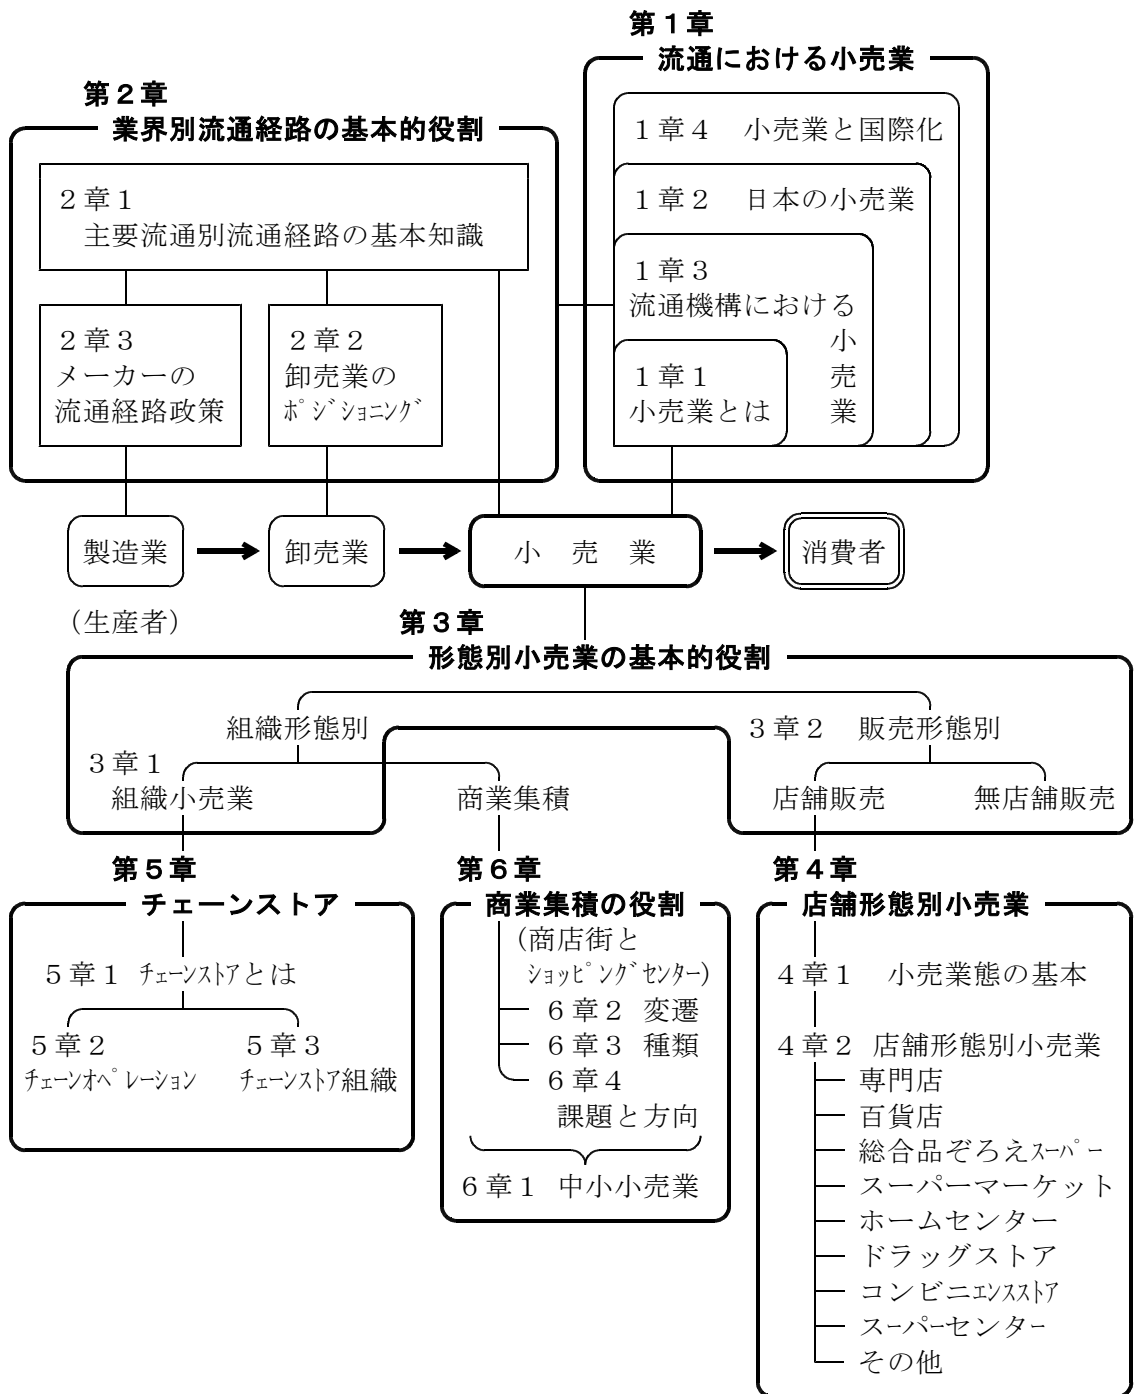 第１章
流通における小売業
第２章
業界別流通経路の基本的役割
１章４　小売業と国際化
２章１
主要流通別流通経路の基本知識
１章２　日本の小売業
１章３
流通機構における
小売業
１章１
小売業とは
２章３
メーカーの
流通経路政策
２章２
卸売業の
ﾎﾟｼﾞｼｮﾆﾝｸﾞ
製造業
卸売業
小　売　業
消費者
（生産者）
第３章
形態別小売業の基本的役割
組織形態別
３章２　販売形態別
３章１
組織小売業
商業集積
店舗販売
無店舗販売
第５章
チェーンストア
５章１ ﾁｪｰﾝｽﾄｱとは
５章２
ﾁｪｰﾝｵﾍﾟﾚｰｼｮﾝ
５章３
ﾁｪｰﾝｽﾄｱ組織
第６章
商業集積の役割
（商店街と
ｼｮｯﾋﾟﾝｸﾞｾﾝﾀｰ）
６章２ 変遷
６章３ 種類
６章４
課題と方向
６章１ 中小小売業
第４章
店舗形態別小売業
４章１　小売業態の基本
４章２ 店舗形態別小売業
専門店
百貨店
総合品ぞろえｽｰﾊﾟｰ
スーパーマーケット
ホームセンター
ドラッグストア
コンビニｴﾝｽｽﾄｱ
スーパーセンター
その他